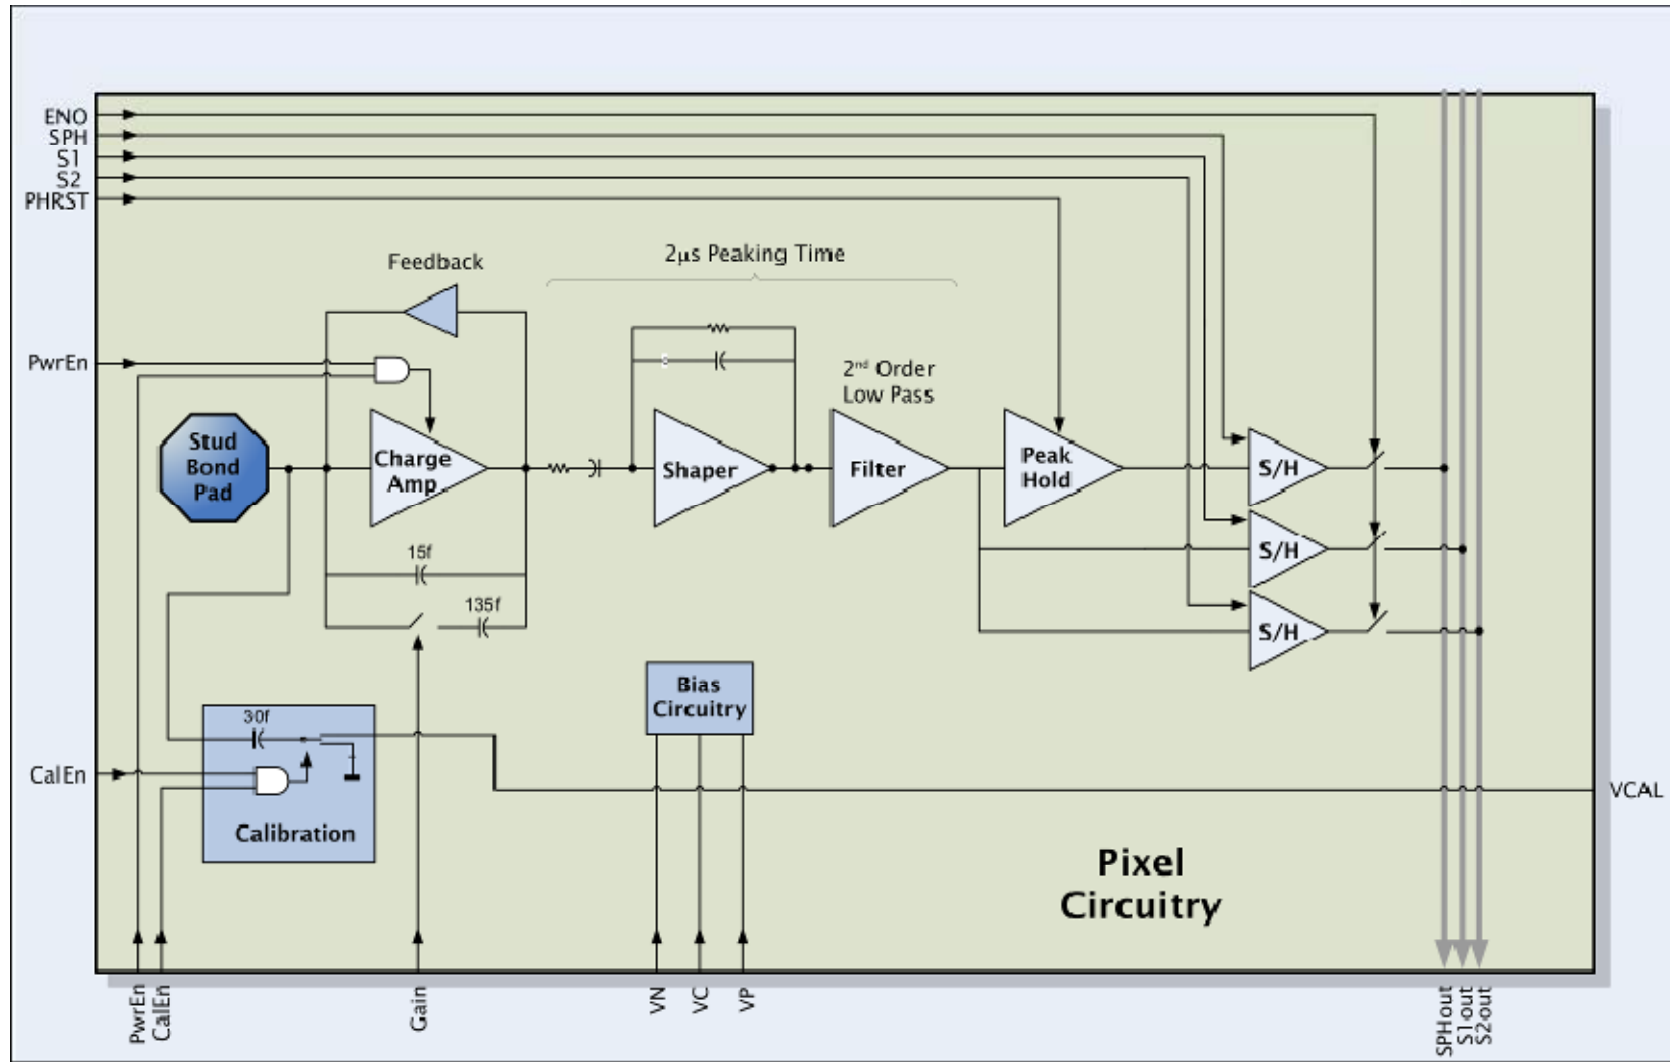 ENO
SPH
S1
S2
PHRST
Feedback
2μs Peaking Time
PwrEn
2nd Order
Low Pass
Stud
Bond
Pad
Charge
Amp
Shaper
Filter
Peak
Hold
S/H
S/H
S/H
15f
135f
Bias
Circuitry
30f
CalEn
Calibration
VCAL
Pixel
Circuitry
PwrEn
CalEn
Gain
VN
VC
VP
SPHout
S1out
S2out